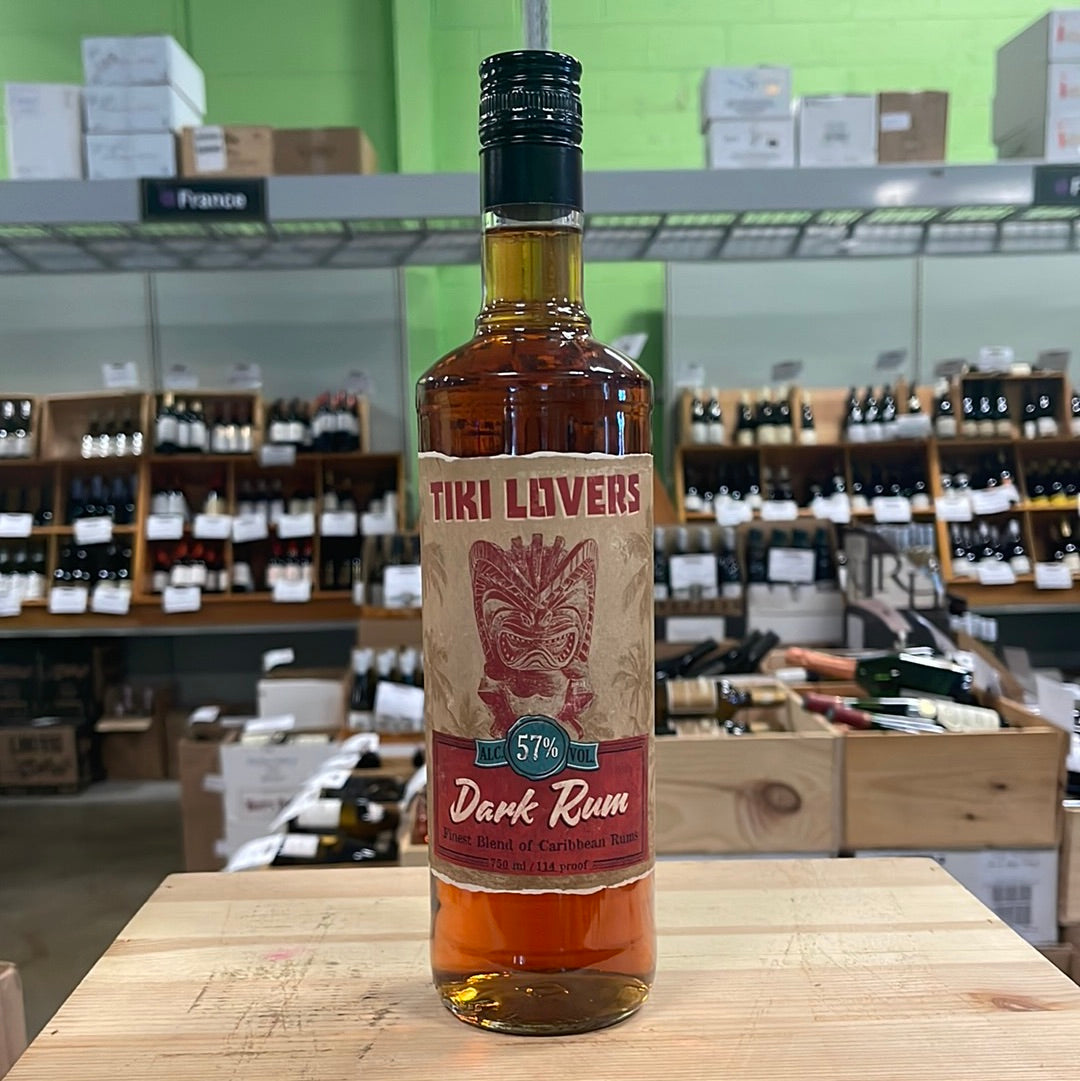 France
TIKI LOVERS
ALC. 57% VOL.
Dark Rum
Finest Blend of Caribbean Rums
750 ml / 114 proof